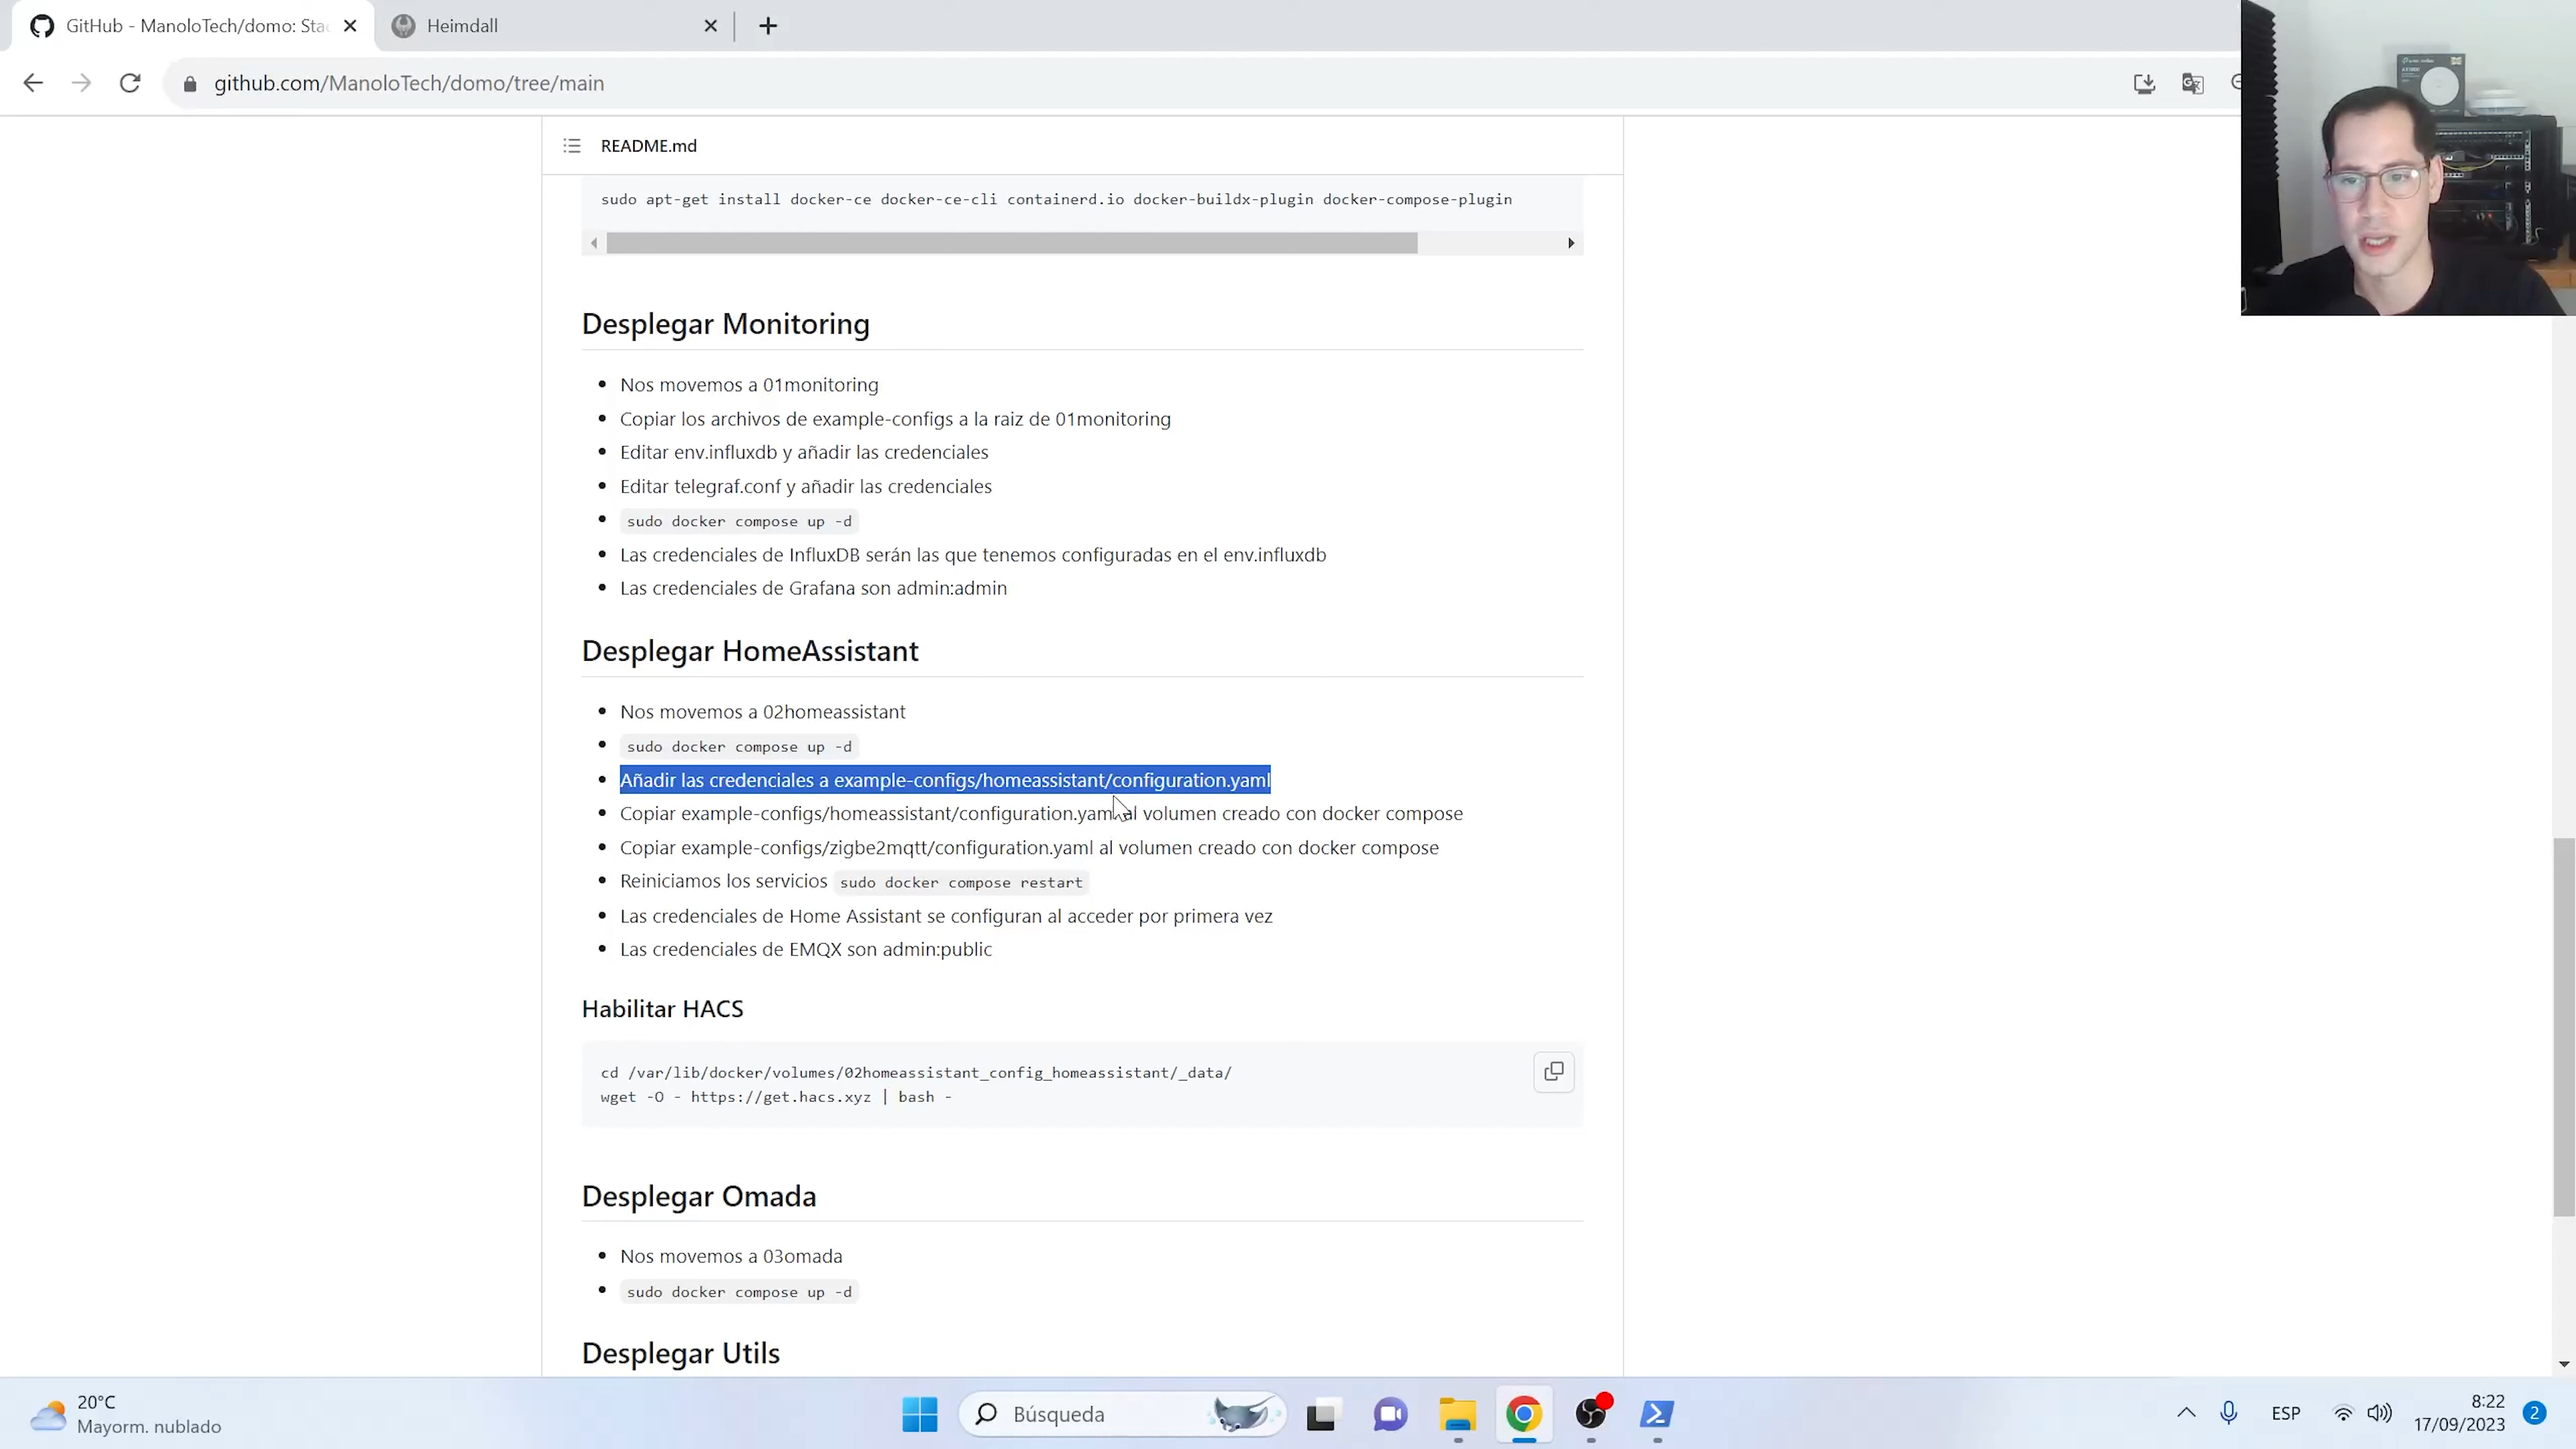 GitHub - ManoloTech/domo: Stac
Heimdall
github.com/ManoloTech/domo/tree/main
README.md
sudo apt-get install docker-ce docker-ce-cli containerd.io docker-buildx-plugin docker-compose-plugin
Desplegar Monitoring
Nos movemos a 01monitoring
Copiar los archivos de example-configs a la raiz de 01monitoring
Editar env.influxdb y añadir las credenciales
Editar telegraf.conf y añadir las credenciales
sudo docker compose up -d
Las credenciales de InfluxDB serán las que tenemos configuradas en el env.influxdb
Las credenciales de Grafana son admin:admin
Desplegar HomeAssistant
Nos movemos a 02homeassistant
sudo docker compose up -d
Añadir las credenciales a example-configs/homeassistant/configuration.yaml
Copiar example-configs/homeassistant/configuration.yaml al volumen creado con docker compose
Copiar example-configs/zigbe2mqtt/configuration.yaml al volumen creado con docker compose
Reiniciamos los servicios sudo docker compose restart
Las credenciales de Home Assistant se configuran al acceder por primera vez
Las credenciales de EMQX son admin:public
Habilitar HACS
cd /var/lib/docker/volumes/02homeassistant_config_homeassistant/_data/
wget -O - https://get.hacs.xyz | bash -
Desplegar Omada
Nos movemos a 03omada
sudo docker compose up -d
Desplegar Utils
20°C
Mayorm. nublado
Búsqueda
ESP
8:22
17/09/2023
2